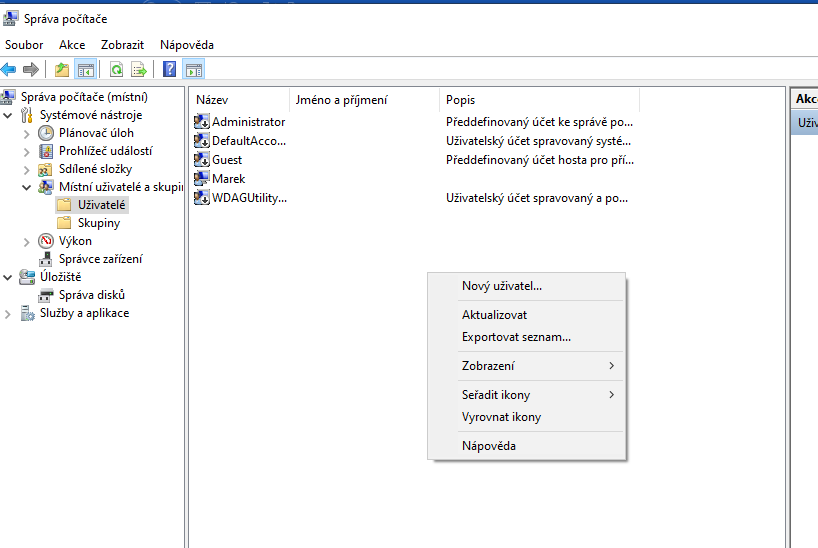 Správa počítače
Soubor Akce Zobrazit Nápověda
Správa počítače (místní)
Systémové nástroje
Plánovač úloh
Prohlížeč událostí
Sdílené složky
Místní uživatelé a skupin
Uživatelé
Skupiny
Výkon
Správce zařízení
Úložiště
Správa disků
Služby a aplikace
Název Jméno a příjmení Popis
Administrator Předdefinovaný účet ke správě po...
DefaultAcco... Uživatelský účet spravovaný systé...
Guest Předdefinovaný účet hosta pro pří...
Marek
WDAGUtility... Uživatelský účet spravovaný a po...
Nový uživatel...
Aktualizovat
Exportovat seznam...
Zobrazení
Seřadit ikony
Vyrovnat ikony
Nápověda
Akc
Uži